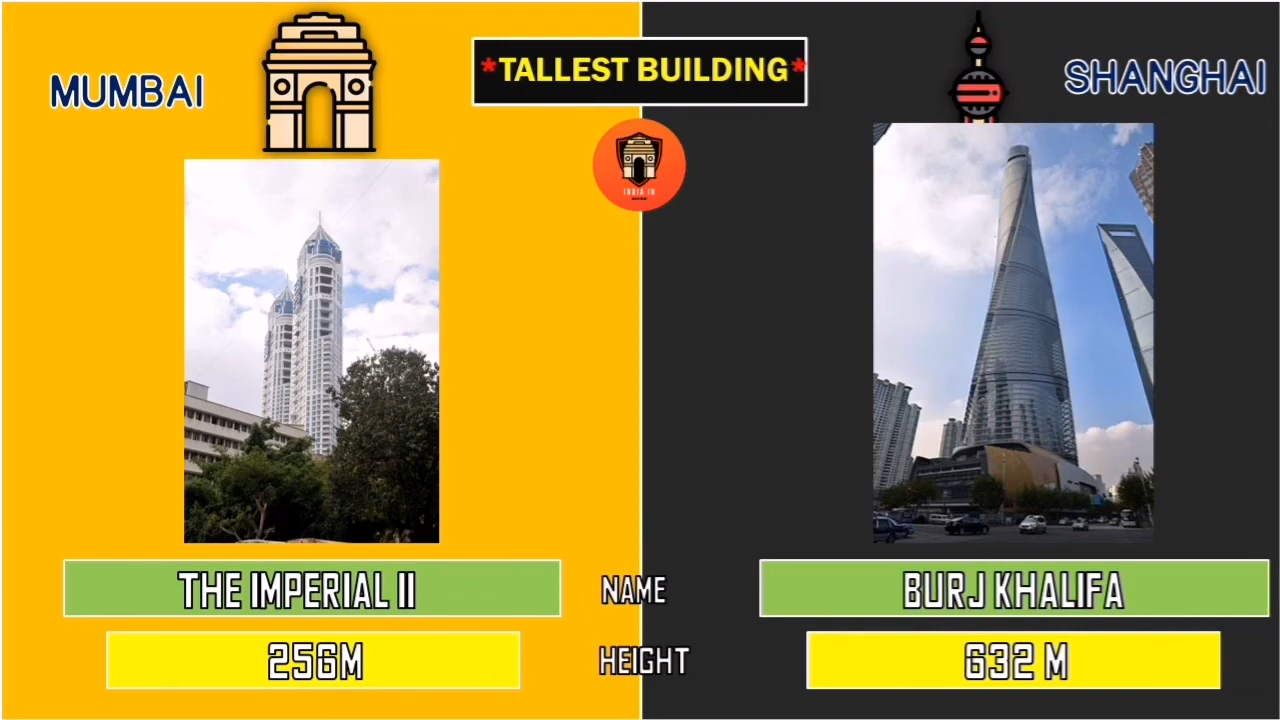 *TALLEST BUILDING*
MUMBAI
SHANGHAI
INDIA IN
THE IMPERIAL II
NAME
BURJ KHALIFA
256M
HEIGHT
632 M